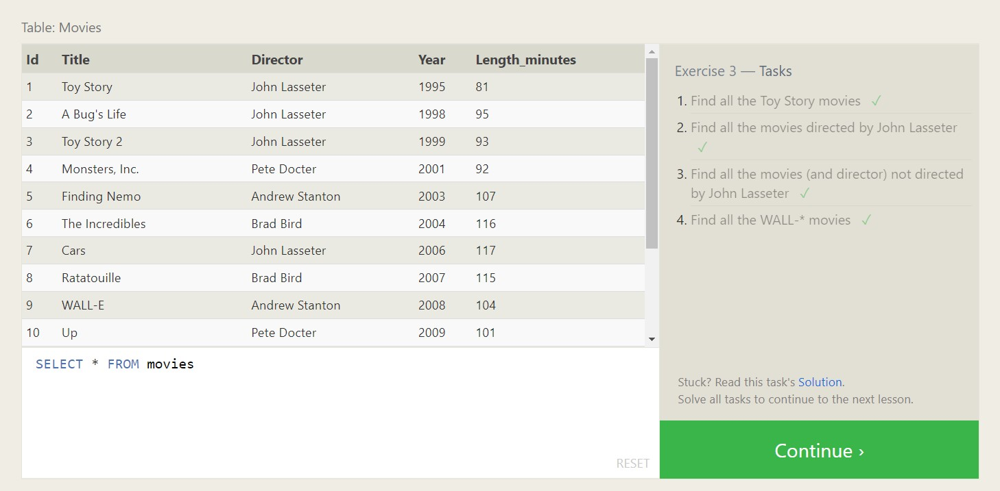 Table: Movies
Id Title Director Year Length_minutes
1 Toy Story John Lasseter 1995 81
2 A Bug's Life John Lasseter 1998 95
3 Toy Story 2 John Lasseter 1999 93
4 Monsters, Inc. Pete Docter 2001 92
5 Finding Nemo Andrew Stanton 2003 107
6 The Incredibles Brad Bird 2004 116
7 Cars John Lasseter 2006 117
8 Ratatouille Brad Bird 2007 115
9 WALL-E Andrew Stanton 2008 104
10 Up Pete Docter 2009 101
SELECT * FROM movies
RESET
Exercise 3 — Tasks
1. Find all the Toy Story movies ✓
2. Find all the movies directed by John Lasseter
✓
3. Find all the movies (and director) not directed
by John Lasseter ✓
4. Find all the WALL-* movies ✓
Stuck? Read this task's Solution.
Solve all tasks to continue to the next lesson.
Continue ›